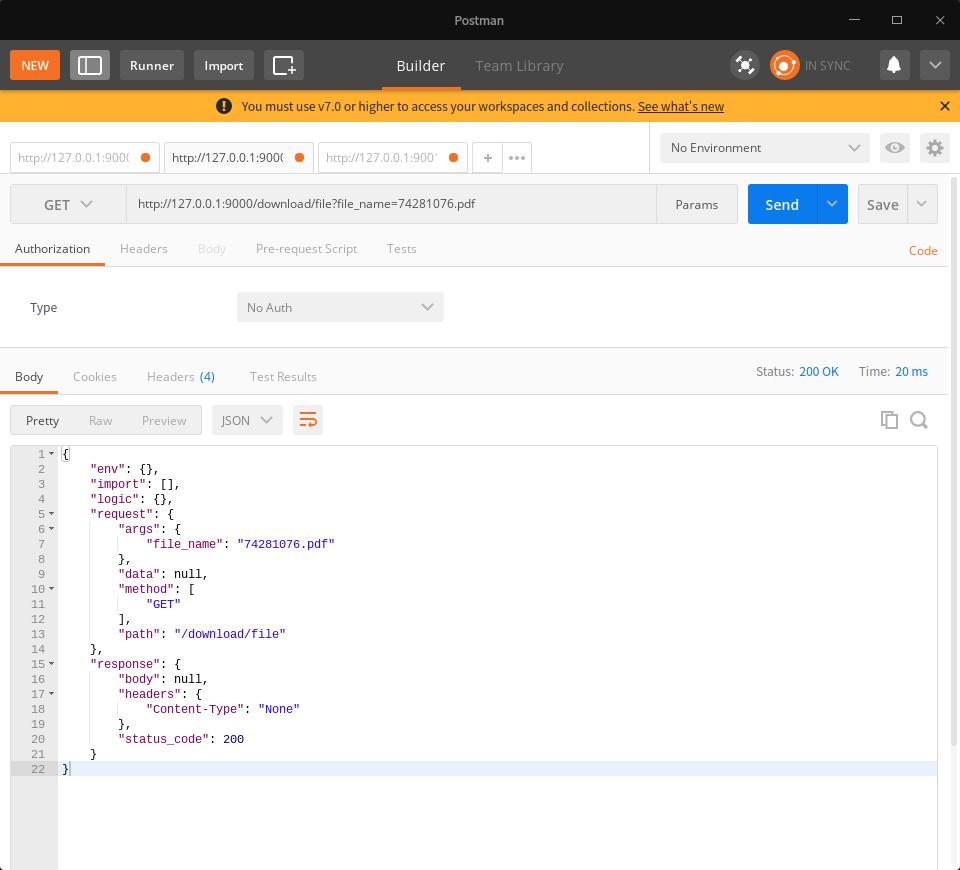 Postman
NEW
Runner
Import
Builder
Team Library
IN SYNC
You must use v7.0 or higher to access your workspaces and collections. See what's new
http://127.0.0.1:900(
http://127.0.0.1:900(
http://127.0.0.1:900'
+
•••
No Environment
GET
http://127.0.0.1:9000/download/file?file_name=74281076.pdf
Params
Send
Save
Authorization
Headers
Body
Pre-request Script
Tests
Code
Type
No Auth
Body
Cookies
Headers (4)
Test Results
Status: 200 OK
Time: 20 ms
Pretty
Raw
Preview
JSON
1 {
2 "env": {},
3 "import": [],
4 "logic": {},
5 "request": {
6 "args": {
7 "file_name": "74281076.pdf"
8 },
9 "data": null,
10 "method": [
11 "GET"
12 ],
13 "path": "/download/file"
14 },
15 "response": {
16 "body": null,
17 "headers": {
18 "Content-Type": "None"
19 },
20 "status_code": 200
21 }
22 }